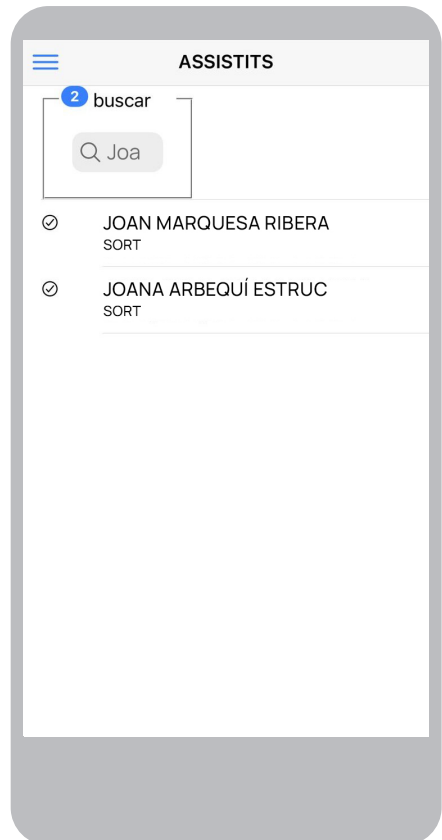 ASSISTITS
2 buscar
Joa
JOAN MARQUESA RIBERA
SORT
JOANA ARBEQUÍ ESTRUC
SORT